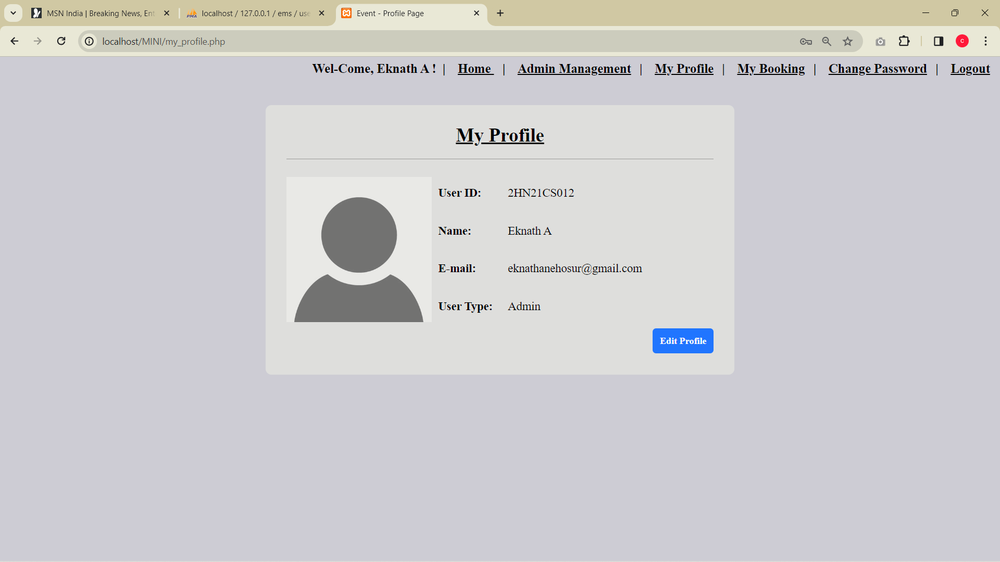 MSN India | Breaking News, Ent
localhost / 127.0.0.1 / ems / use
Event - Profile Page
localhost/MINI/my_profile.php
Wel-Come, Eknath A ! | Home | Admin Management | My Profile | My Booking | Change Password | Logout
My Profile
User ID: 2HN21CS012
Name: Eknath A
E-mail: eknathanehosur@gmail.com
User Type: Admin
Edit Profile
PMA
C